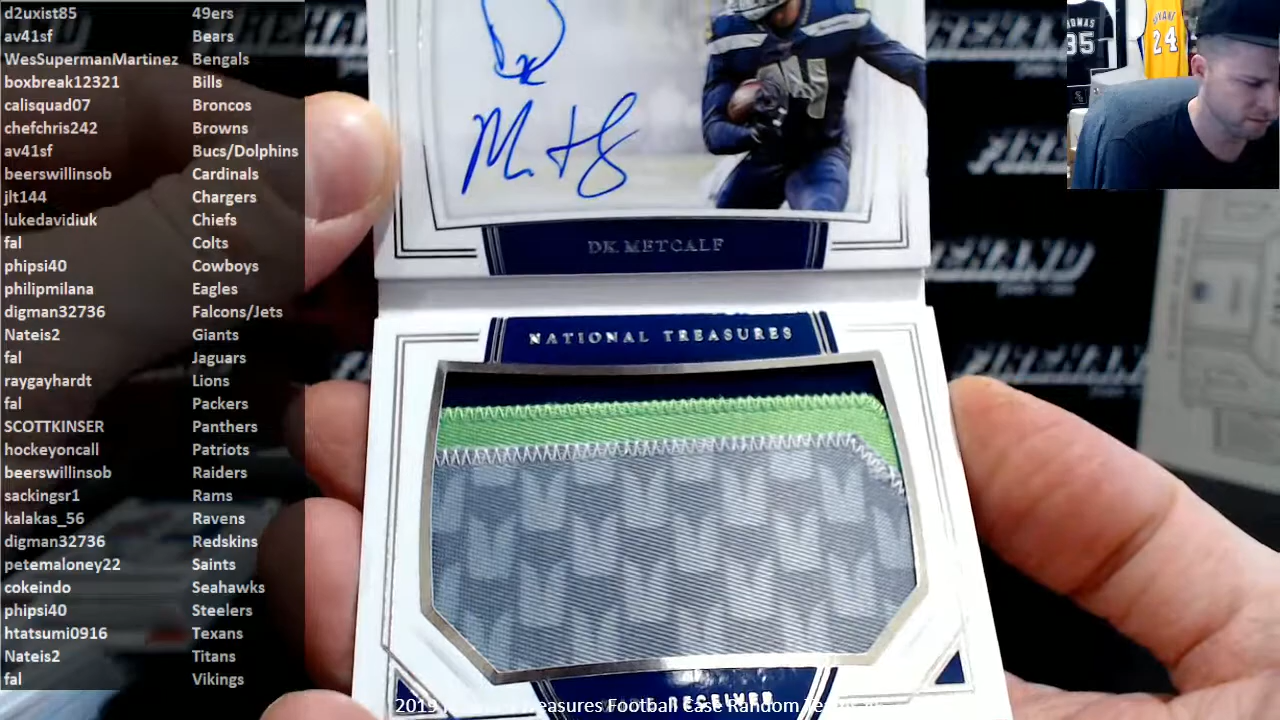 d2uxist85 49ers
av41sf Bears
WesSupermanMartinez Bengals
boxbreak12321 Bills
calisquad07 Broncos
chefchris242 Browns
av41sf Bucs/Dolphins
beerswillinsob Cardinals
jlt144 Chargers
lukedavidiuk Chiefs
fal Colts
phipsi40 Cowboys
philipmilana Eagles
digman32736 Falcons/Jets
Nateis2 Giants
fal Jaguars
raygayhardt Lions
fal Packers
SCOTTKINSER Panthers
hockeyoncall Patriots
beerswillinsob Raiders
sackingsr1 Rams
kalakas_56 Ravens
digman32736 Redskins
petemaloney22 Saints
cokeindo Seahawks
phipsi40 Steelers
htatsumi0916 Texans
Nateis2 Titans
fal Vikings
DK METCALF
NATIONAL TREASURES
RECEIVER
2019 Treasures Football Case Random
24